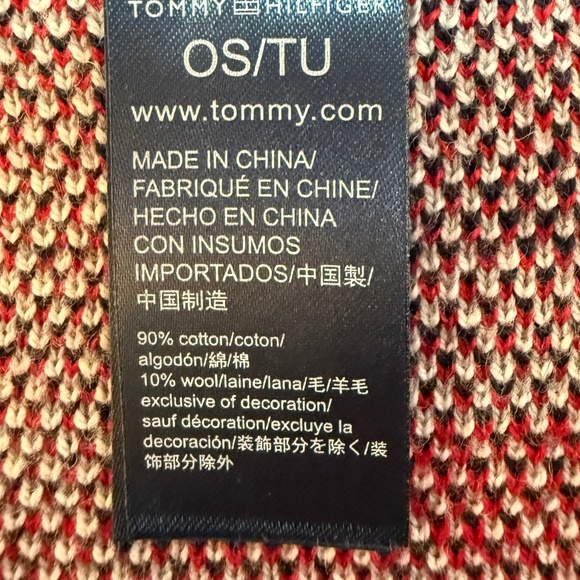 TOMMY HILFIGER
OS/TU
www.tommy.com
MADE IN CHINA/
FABRIQUÉ EN CHINE/
HECHO EN CHINA
CON INSUMOS
IMPORTADOS/中国製/
中国制造
90% cotton/coton/
algodón/綿/棉
10% wool/laine/lana/毛/羊毛
exclusive of decoration/
sauf décoration/excluye la
decoración/装飾部分を除く/装
饰部分除外